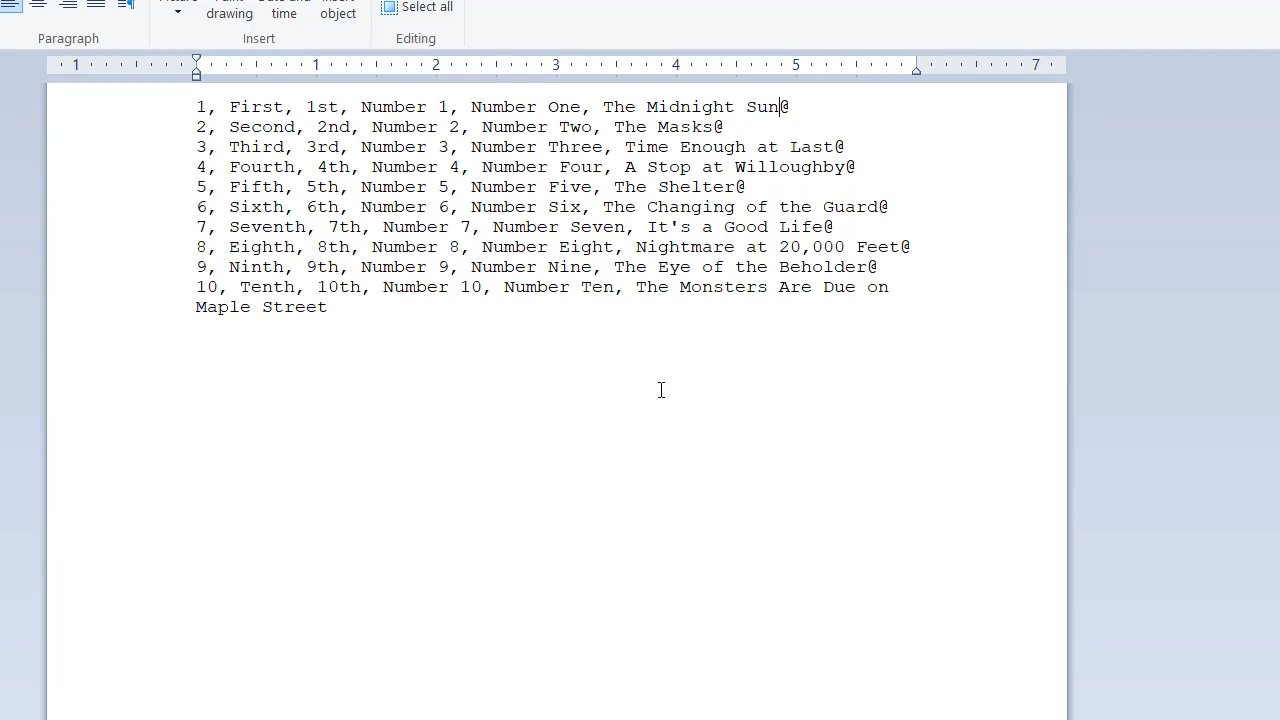 drawing time object Select all
Paragraph Insert Editing
1 1 2 3 4 5 7
1, First, 1st, Number 1, Number One, The Midnight Sun@
2, Second, 2nd, Number 2, Number Two, The Masks@
3, Third, 3rd, Number 3, Number Three, Time Enough at Last@
4, Fourth, 4th, Number 4, Number Four, A Stop at Willoughby@
5, Fifth, 5th, Number 5, Number Five, The Shelter@
6, Sixth, 6th, Number 6, Number Six, The Changing of the Guard@
7, Seventh, 7th, Number 7, Number Seven, It's a Good Life@
8, Eighth, 8th, Number 8, Number Eight, Nightmare at 20,000 Feet@
9, Ninth, 9th, Number 9, Number Nine, The Eye of the Beholder@
10, Tenth, 10th, Number 10, Number Ten, The Monsters Are Due on
Maple Street